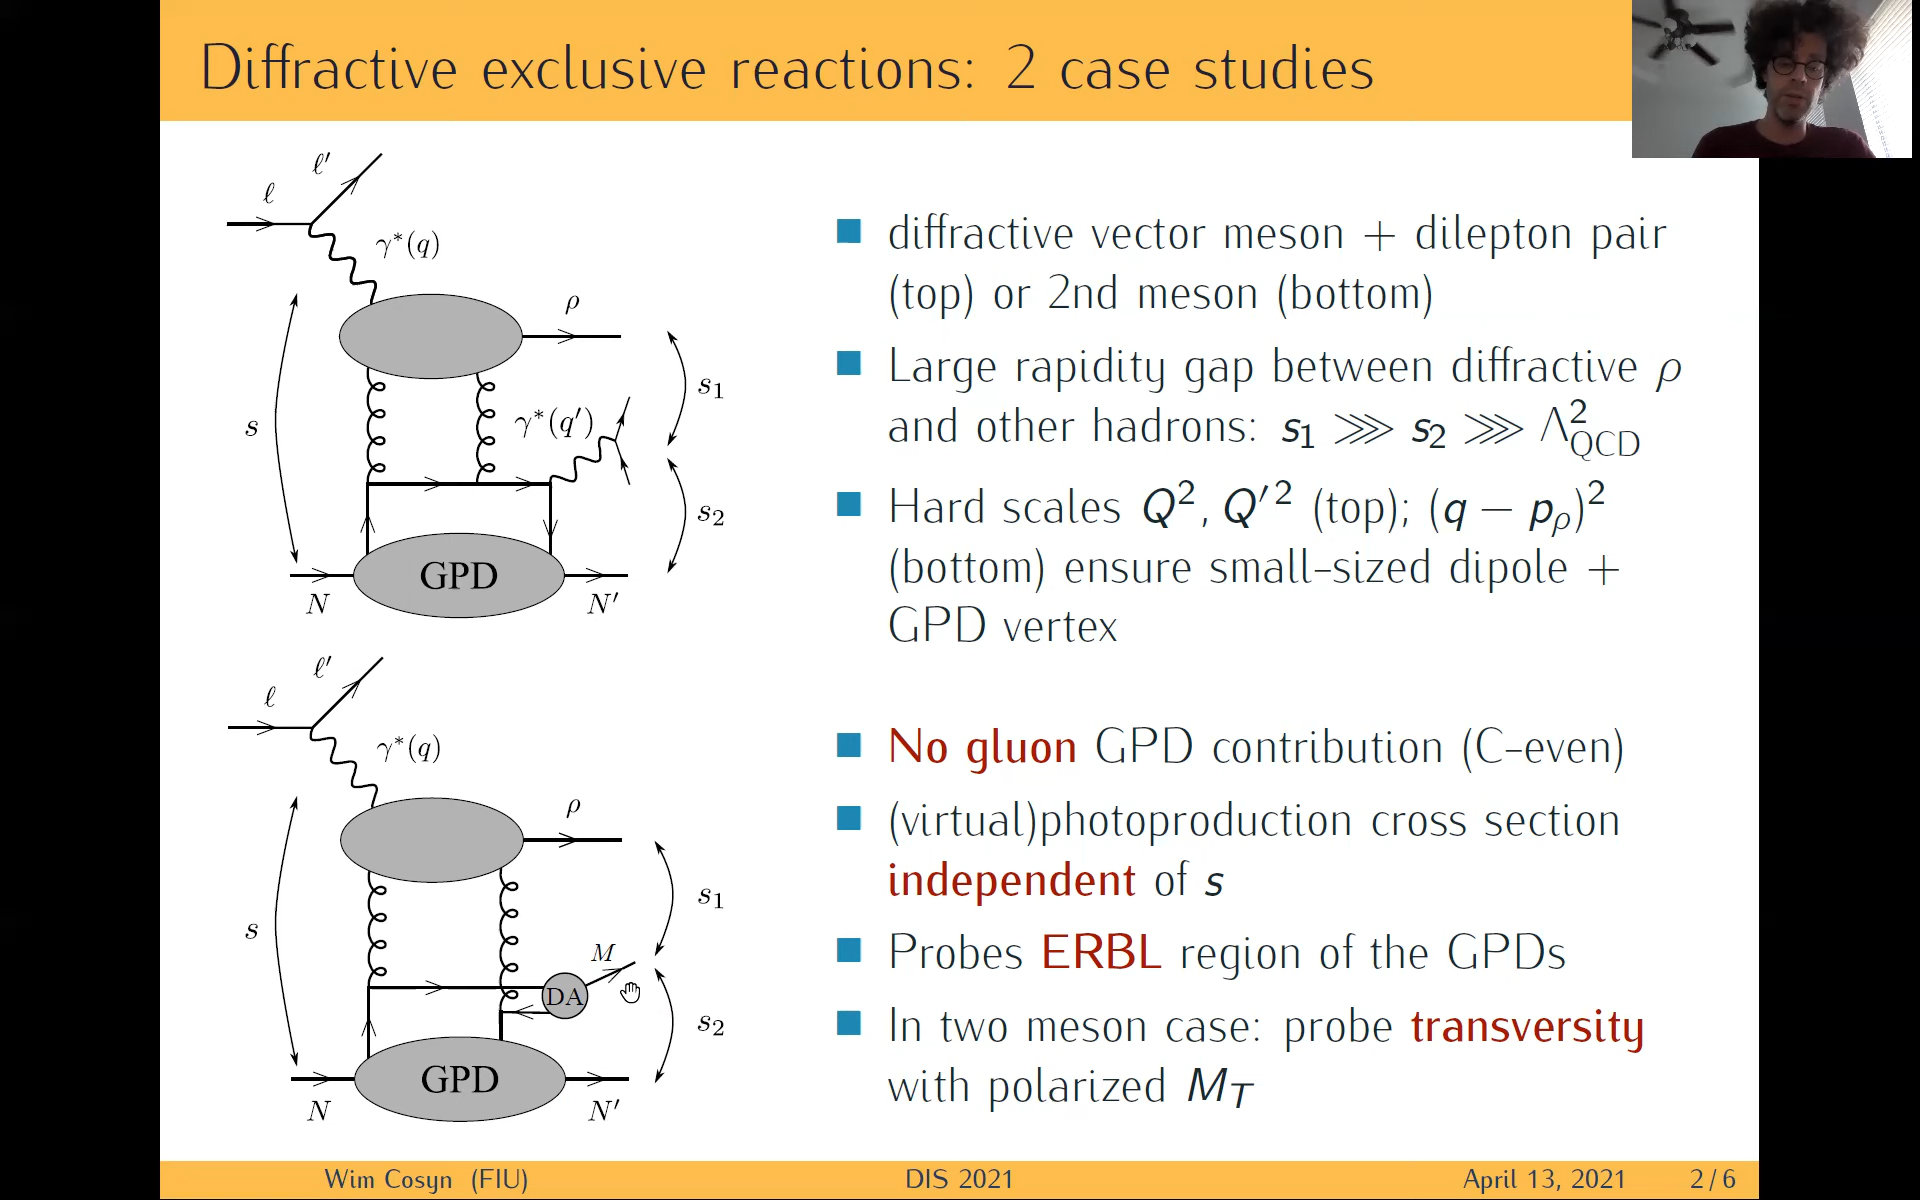 Diffractive exclusive reactions: 2 case studies
ℓ′
ℓ
γ*(q)
ρ
s
s₁
γ*(q′)
s₂
GPD
N
N′
ℓ′
ℓ
γ*(q)
ρ
s
s₁
M
DA
s₂
GPD
N
N′
diffractive vector meson + dilepton pair
(top) or 2nd meson (bottom)
Large rapidity gap between diffractive ρ
and other hadrons: s₁ ⋙ s₂ ⋙ Λ²_QCD
Hard scales Q², Q′² (top); (q − p_ρ)²
(bottom) ensure small-sized dipole +
GPD vertex
No gluon GPD contribution (C-even)
(virtual)photoproduction cross section
independent of s
Probes ERBL region of the GPDs
In two meson case: probe transversity
with polarized M_T
Wim Cosyn (FIU)
DIS 2021
April 13, 2021
2 / 6